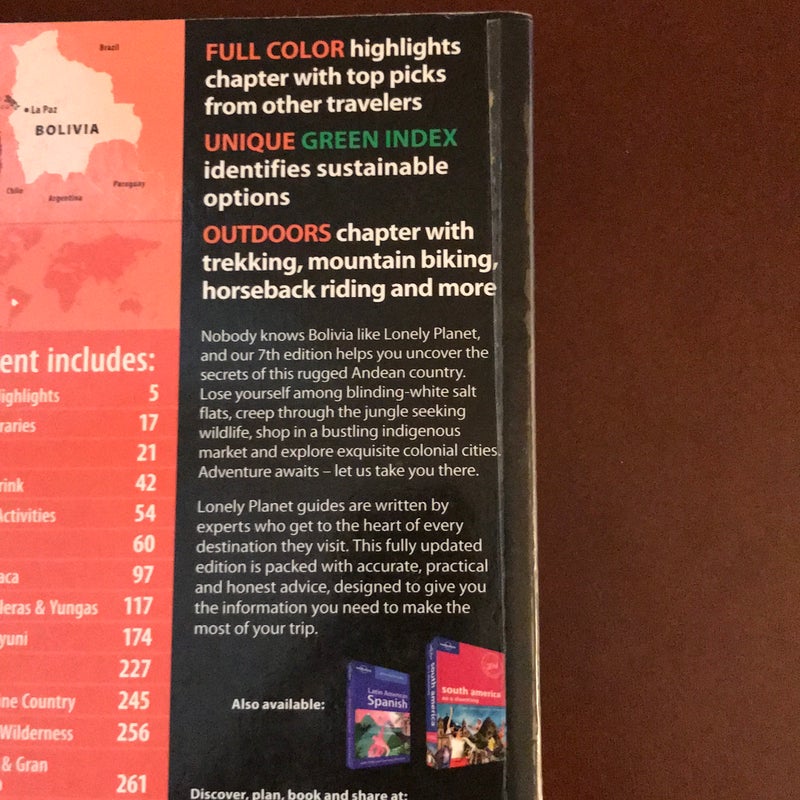 Brazil
La Paz
BOLIVIA
Chile
Argentina
Paraguay
ent includes:
ighlights 5
raries 17
21
rink 42
Activities 54
60
aca 97
leras & Yungas 117
yuni 174
227
ine Country 245
Wilderness 256
& Gran
261
FULL COLOR highlights
chapter with top picks
from other travelers
UNIQUE GREEN INDEX
identifies sustainable
options
OUTDOORS chapter with
trekking, mountain biking,
horseback riding and more
Nobody knows Bolivia like Lonely Planet,
and our 7th edition helps you uncover the
secrets of this rugged Andean country.
Lose yourself among blinding-white salt
flats, creep through the jungle seeking
wildlife, shop in a bustling indigenous
market and explore exquisite colonial cities.
Adventure awaits – let us take you there.
Lonely Planet guides are written by
experts who get to the heart of every
destination they visit. This fully updated
edition is packed with accurate, practical
and honest advice, designed to give you
the information you need to make the
most of your trip.
Also available:
Latin American
Spanish
south america
south america
on a shoestring
Discover, plan, book and share at: